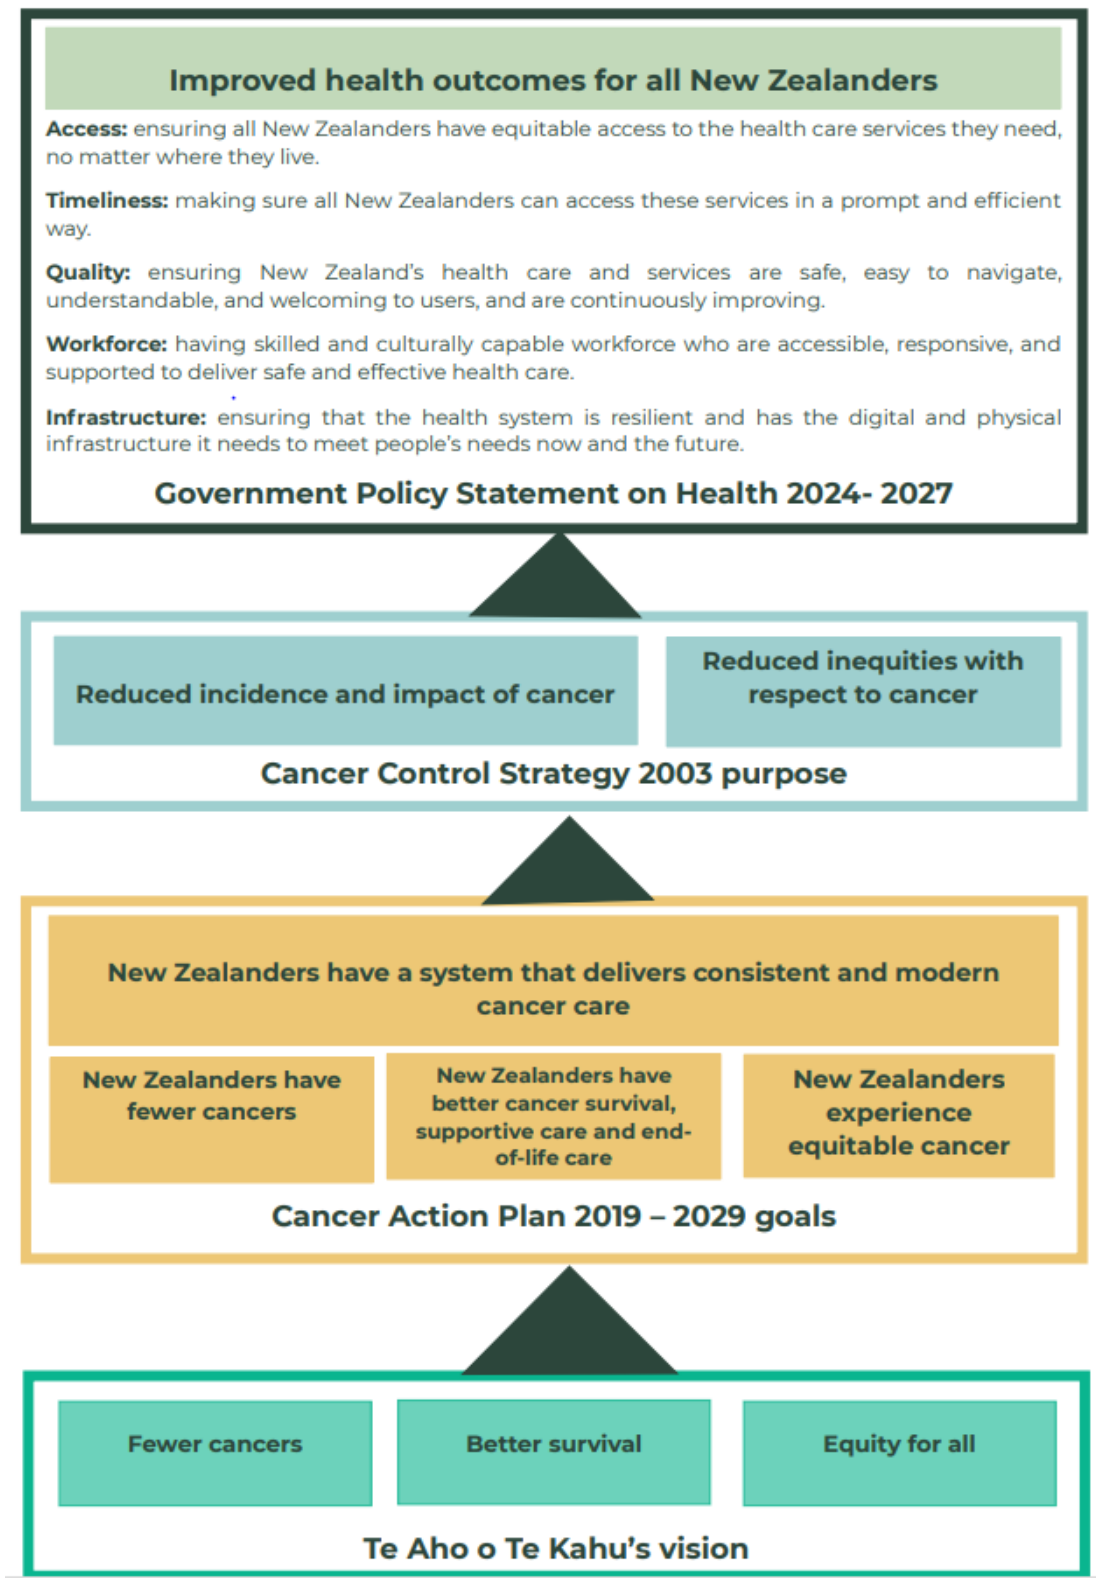 Improved health outcomes for all New Zealanders
Access: ensuring all New Zealanders have equitable access to the health care services they need,
no matter where they live.
Timeliness: making sure all New Zealanders can access these services in a prompt and efficient
way.
Quality: ensuring New Zealand’s health care and services are safe, easy to navigate,
understandable, and welcoming to users, and are continuously improving.
Workforce: having skilled and culturally capable workforce who are accessible, responsive, and
supported to deliver safe and effective health care.
Infrastructure: ensuring that the health system is resilient and has the digital and physical
infrastructure it needs to meet people’s needs now and the future.
Government Policy Statement on Health 2024- 2027
Reduced incidence and impact of cancer
Reduced inequities with
respect to cancer
Cancer Control Strategy 2003 purpose
New Zealanders have a system that delivers consistent and modern
cancer care
New Zealanders have
fewer cancers
New Zealanders have
better cancer survival,
supportive care and end-
of-life care
New Zealanders
experience
equitable cancer
Cancer Action Plan 2019 – 2029 goals
Fewer cancers
Better survival
Equity for all
Te Aho o Te Kahu’s vision